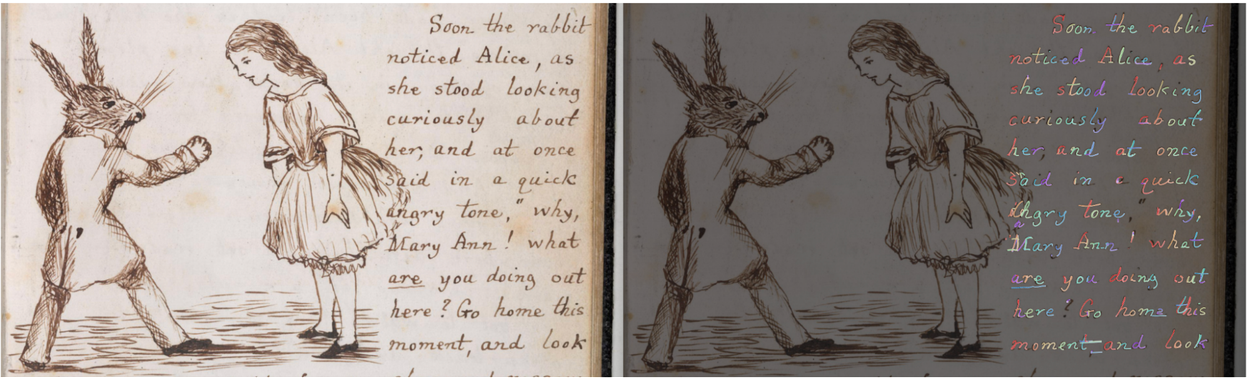 Soon the rabbit
noticed Alice, as
she stood looking
curiously about
her, and at once
said in a quick
angry tone, " why,
Mary Ann! what
are you doing out
here? Go home this
moment, and look
Soon the rabbit
noticed Alice, as
she stood looking
curiously about
her, and at once
said in a quick
angry tone, " why,
Mary Ann! what
are you doing out
here? Go home this
moment, and look